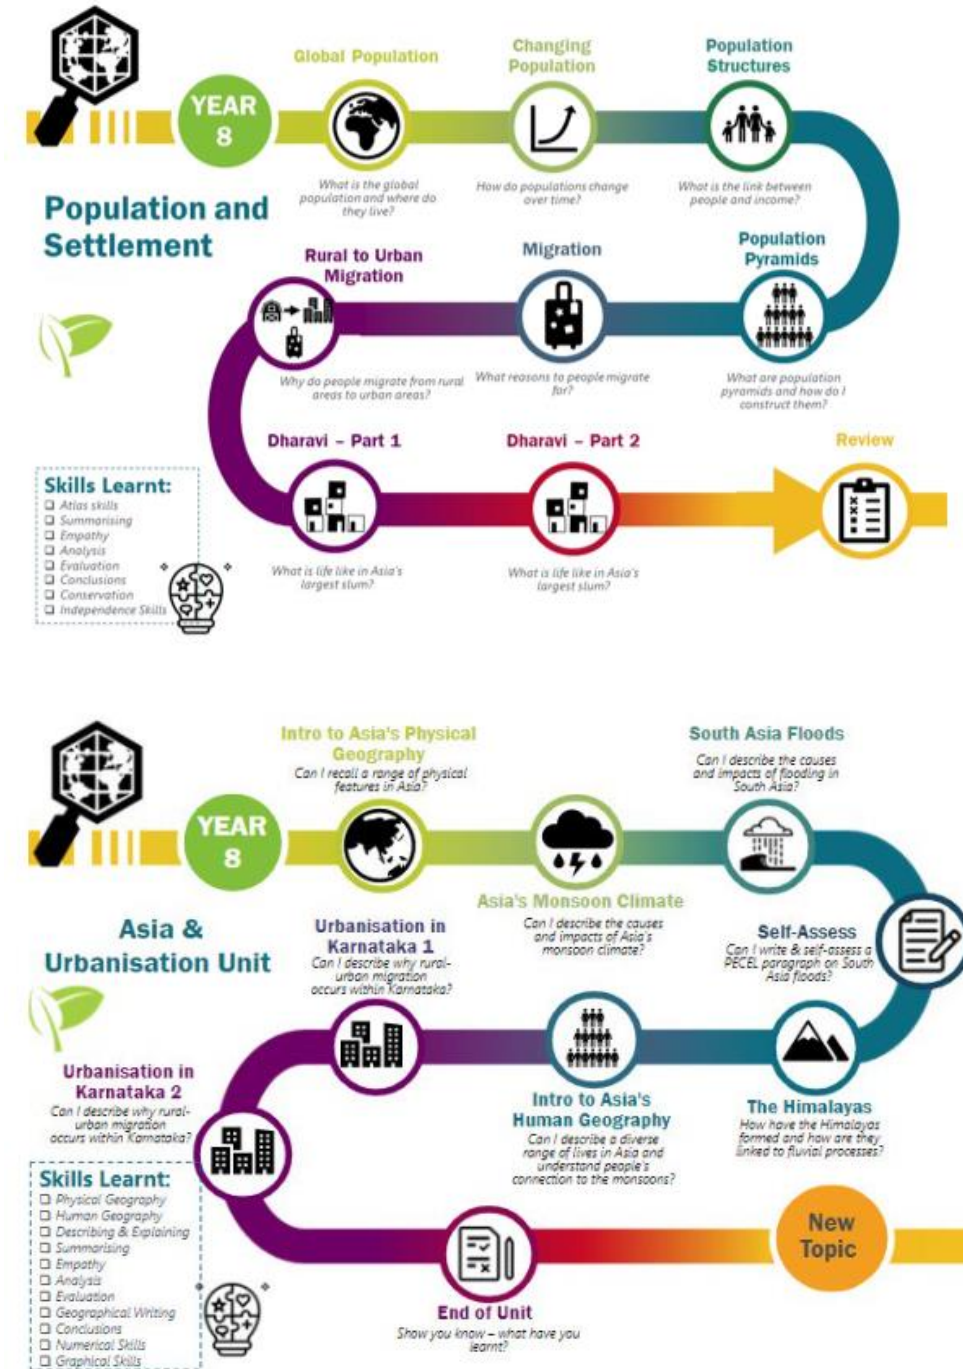 Global Population
Changing
Population
Population
Structures
YEAR
8
What is the global
population and where do
they live?
How do populations change
over time?
What is the link between
people and income?
Population and
Settlement
Rural to Urban
Migration
Migration
Population
Pyramids
Why do people migrate from rural
areas to urban areas?
What reasons to people migrate
for?
What are population
pyramids and how do I
construct them?
Dharavi – Part 1
Dharavi – Part 2
Review
What is life like in Asia's
largest slum?
What is life like in Asia's
largest slum?
Skills Learnt:
Atlas skills
Summarising
Empathy
Analysis
Evaluation
Conclusions
Conservation
Independence Skills
Intro to Asia's Physical
Geography
Can I recall a range of physical
features in Asia?
South Asia Floods
Can I describe the causes
and impacts of flooding in
South Asia?
YEAR
8
Asia's Monsoon Climate
Can I describe the causes
and impacts of Asia's
monsoon climate?
Asia &
Urbanisation Unit
Urbanisation in
Karnataka 1
Can I describe why rural-
urban migration
occurs within Karnataka?
Self-Assess
Can I write & self-assess a
PECEL paragraph on South
Asia floods?
Urbanisation in
Karnataka 2
Can I describe why rural-
urban migration
occurs within Karnataka?
Intro to Asia's
Human Geography
Can I describe a diverse
range of lives in Asia and
understand people's
connection to the monsoons?
The Himalayas
How have the Himalayas
formed and how are they
linked to fluvial processes?
Skills Learnt:
Physical Geography
Human Geography
Describing & Explaining
Summarising
Empathy
Analysis
Evaluation
Geographical Writing
Conclusions
Numerical Skills
Graphical Skills
New
Topic
End of Unit
Show you know – what have you
learnt?